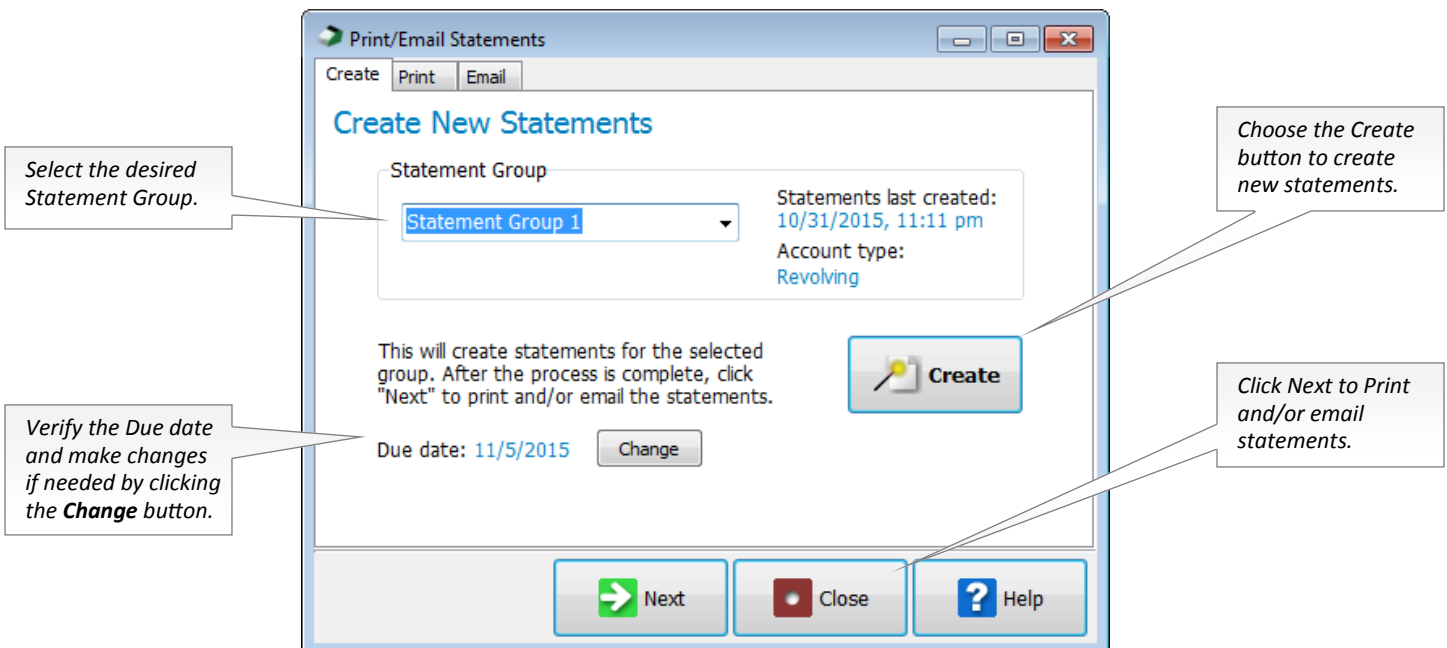 Print/Email Statements
Create Print Email
Create New Statements
Select the desired
Statement Group.
Statement Group
Statement Group 1
Statements last created:
10/31/2015, 11:11 pm
Account type:
Revolving
Choose the Create
button to create
new statements.
This will create statements for the selected
group. After the process is complete, click
"Next" to print and/or email the statements.
Create
Verify the Due date
and make changes
if needed by clicking
the Change button.
Due date: 11/5/2015 Change
Click Next to Print
and/or email
statements.
Next Close ? Help